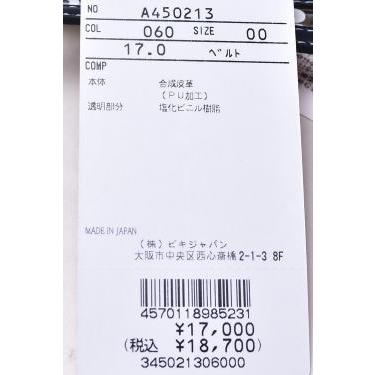 NO A450213
COL 060 SIZE 00
17.0 ベルト
COMP
本体 合成皮革
(PU加工)
透明部分 塩化ビニル樹脂
MADE IN JAPAN
(株)ビキジャパン
大阪市中央区西心斎橋2-1-3 8F
4570118985231
¥17,000
(税込 ¥18,700)
345021306000